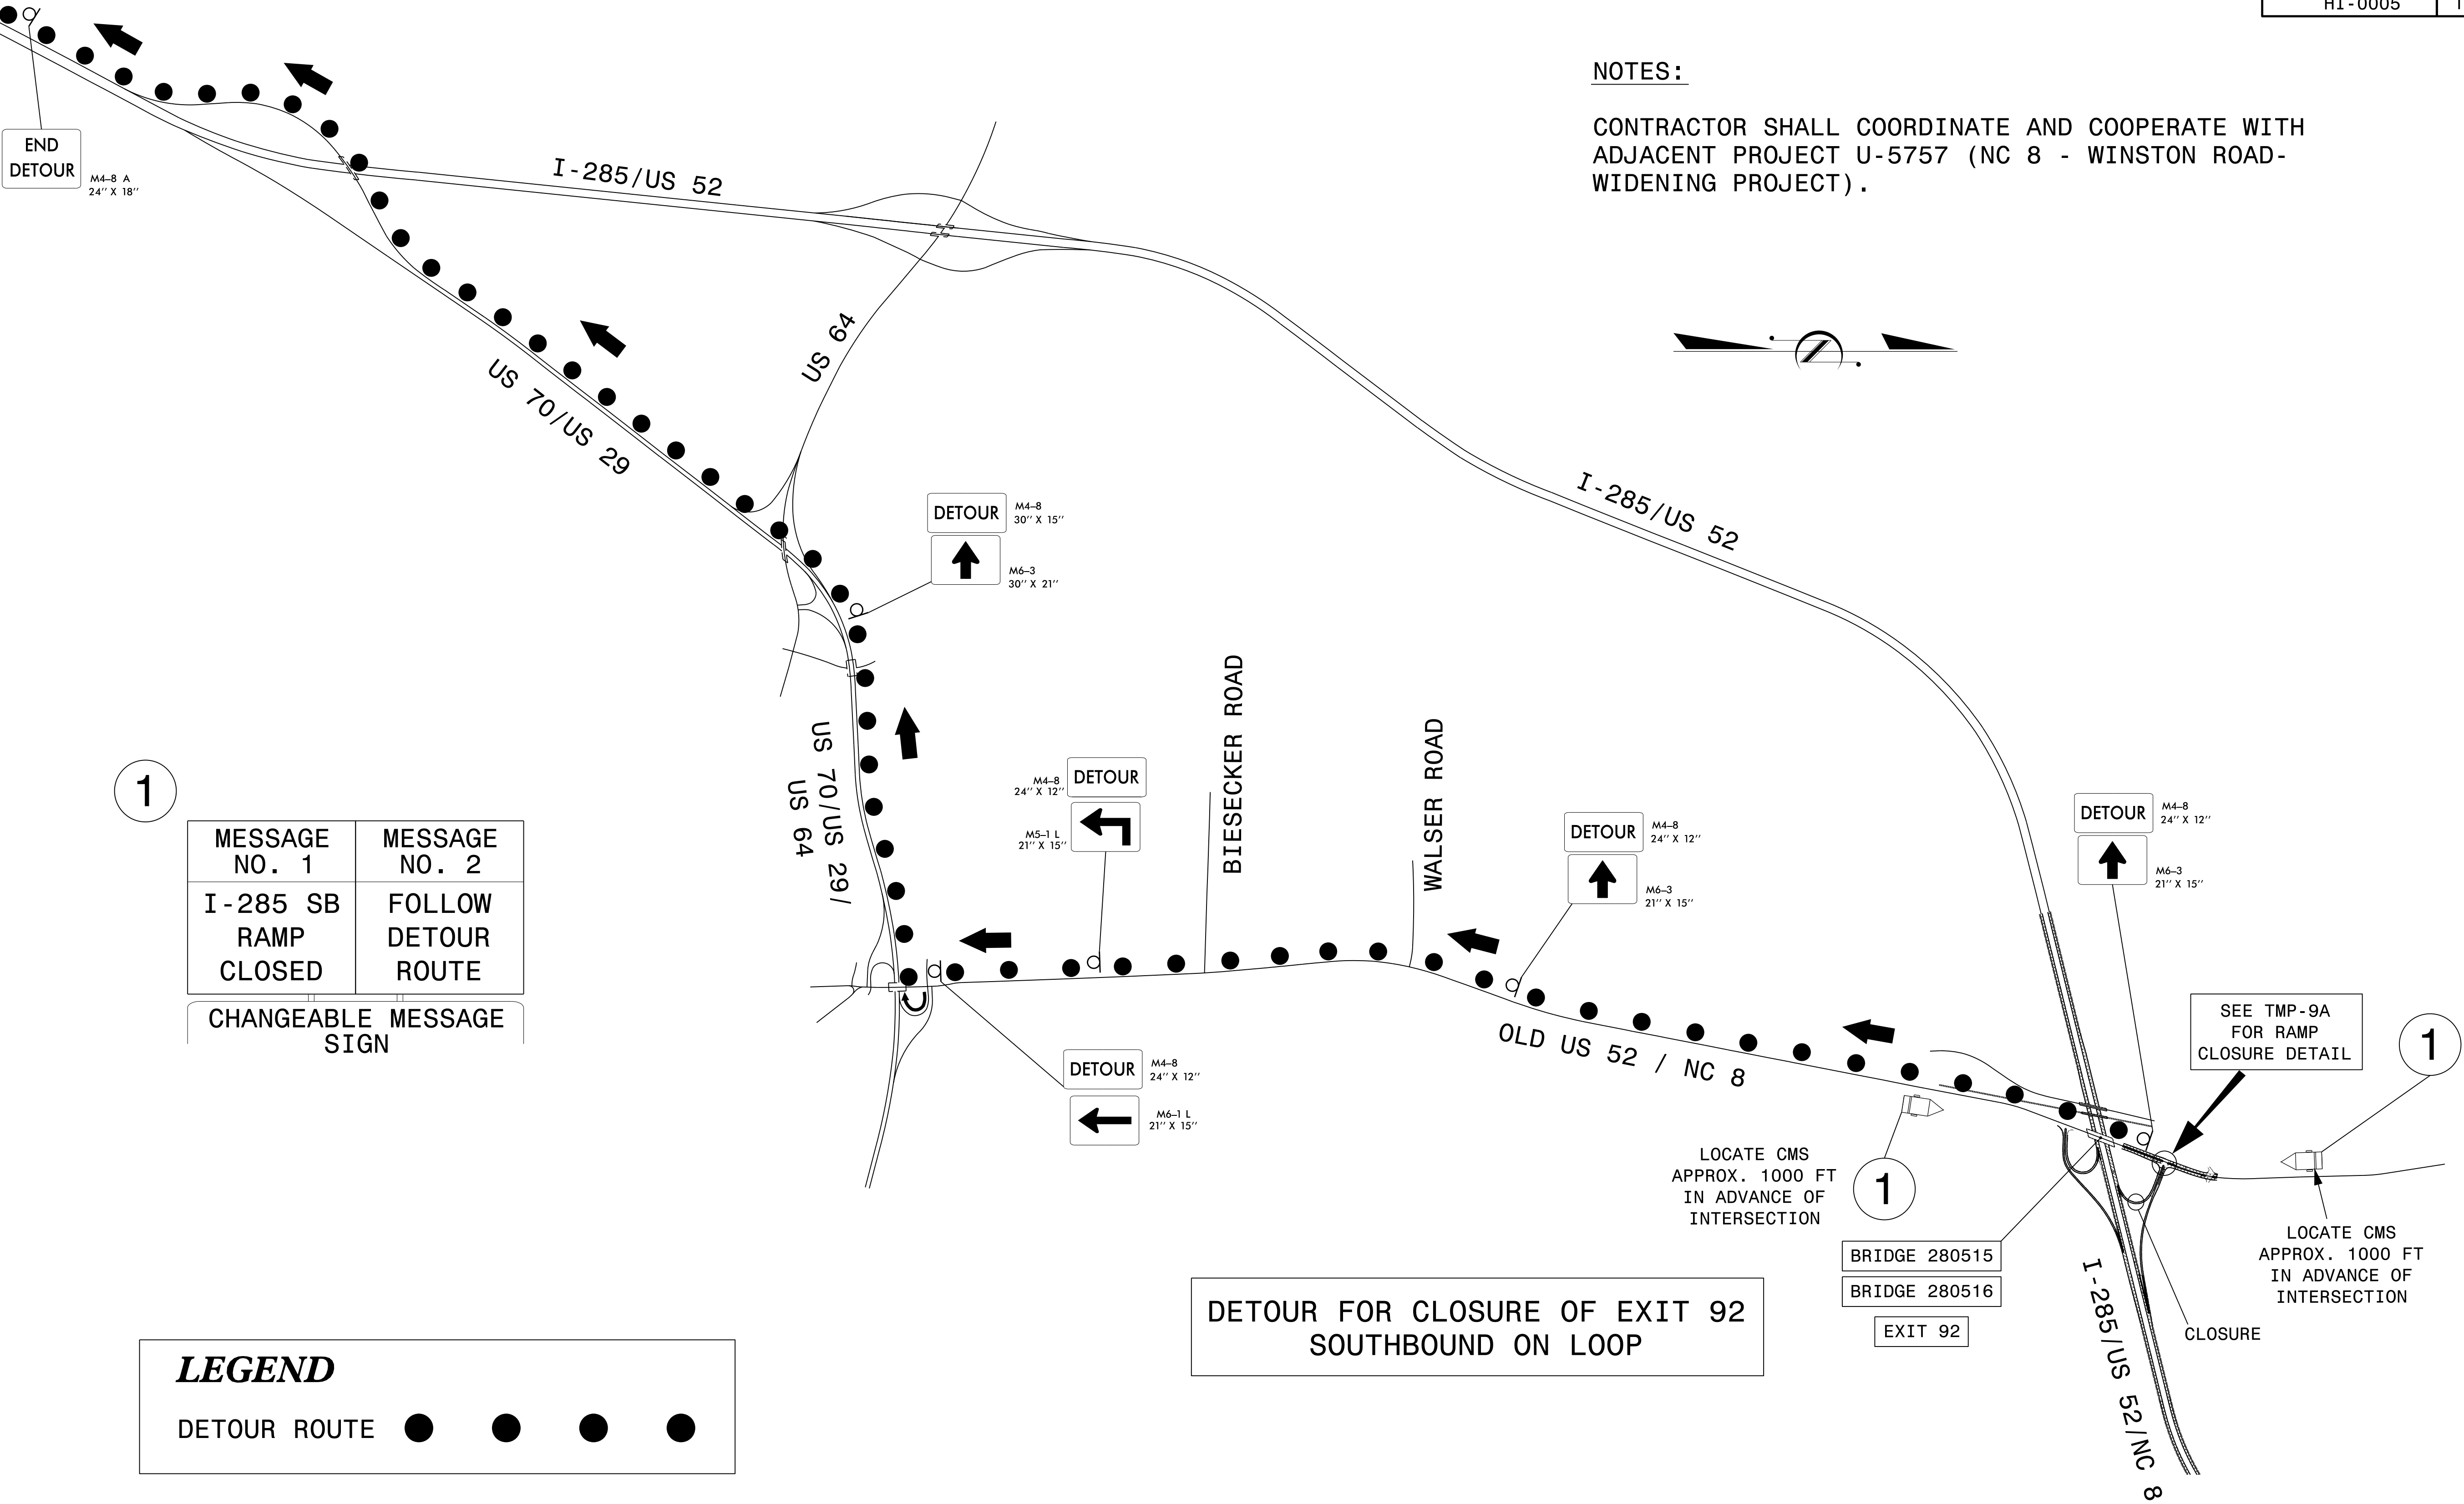 HI-0005
NOTES:
CONTRACTOR SHALL COORDINATE AND COOPERATE WITH
ADJACENT PROJECT U-5757 (NC 8 - WINSTON ROAD-
WIDENING PROJECT).
END
DETOUR
M4-8 A
24'' X 18''
I-285/US 52
US 64
US 70/US 29
I-285/US 52
DETOUR
M4-8
30'' X 15''
M6-3
30'' X 21''
US 70/US 29/
US 64
M4-8
24'' X 12''
DETOUR
M5-1 L
21'' X 15''
BIESECKER ROAD
WALSER ROAD
DETOUR
M4-8
24'' X 12''
M6-3
21'' X 15''
DETOUR
M4-8
24'' X 12''
M6-3
21'' X 15''
1
MESSAGE
NO. 1
MESSAGE
NO. 2
I-285 SB
RAMP
CLOSED
FOLLOW
DETOUR
ROUTE
CHANGEABLE MESSAGE
SIGN
DETOUR
M4-8
24'' X 12''
M6-1 L
21'' X 15''
OLD US 52 / NC 8
SEE TMP-9A
FOR RAMP
CLOSURE DETAIL
1
LOCATE CMS
APPROX. 1000 FT
IN ADVANCE OF
INTERSECTION
1
BRIDGE 280515
BRIDGE 280516
EXIT 92
LOCATE CMS
APPROX. 1000 FT
IN ADVANCE OF
INTERSECTION
CLOSURE
I-285/US 52/NC 8
DETOUR FOR CLOSURE OF EXIT 92
SOUTHBOUND ON LOOP
LEGEND
DETOUR ROUTE